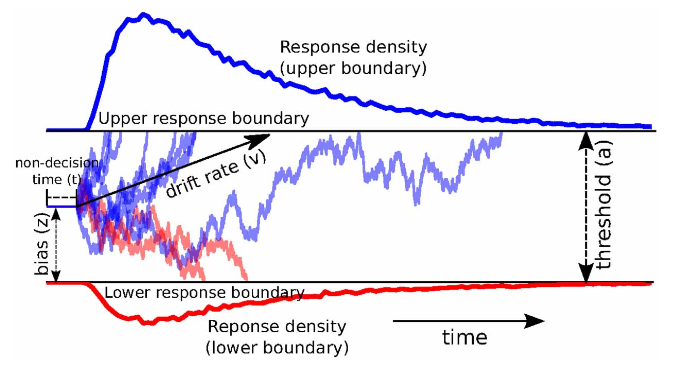 Response density
(upper boundary)
Upper response boundary
non-decision
time (t)
drift rate (v)
bias (z)
threshold (a)
Lower response boundary
Reponse density
(lower boundary)
time